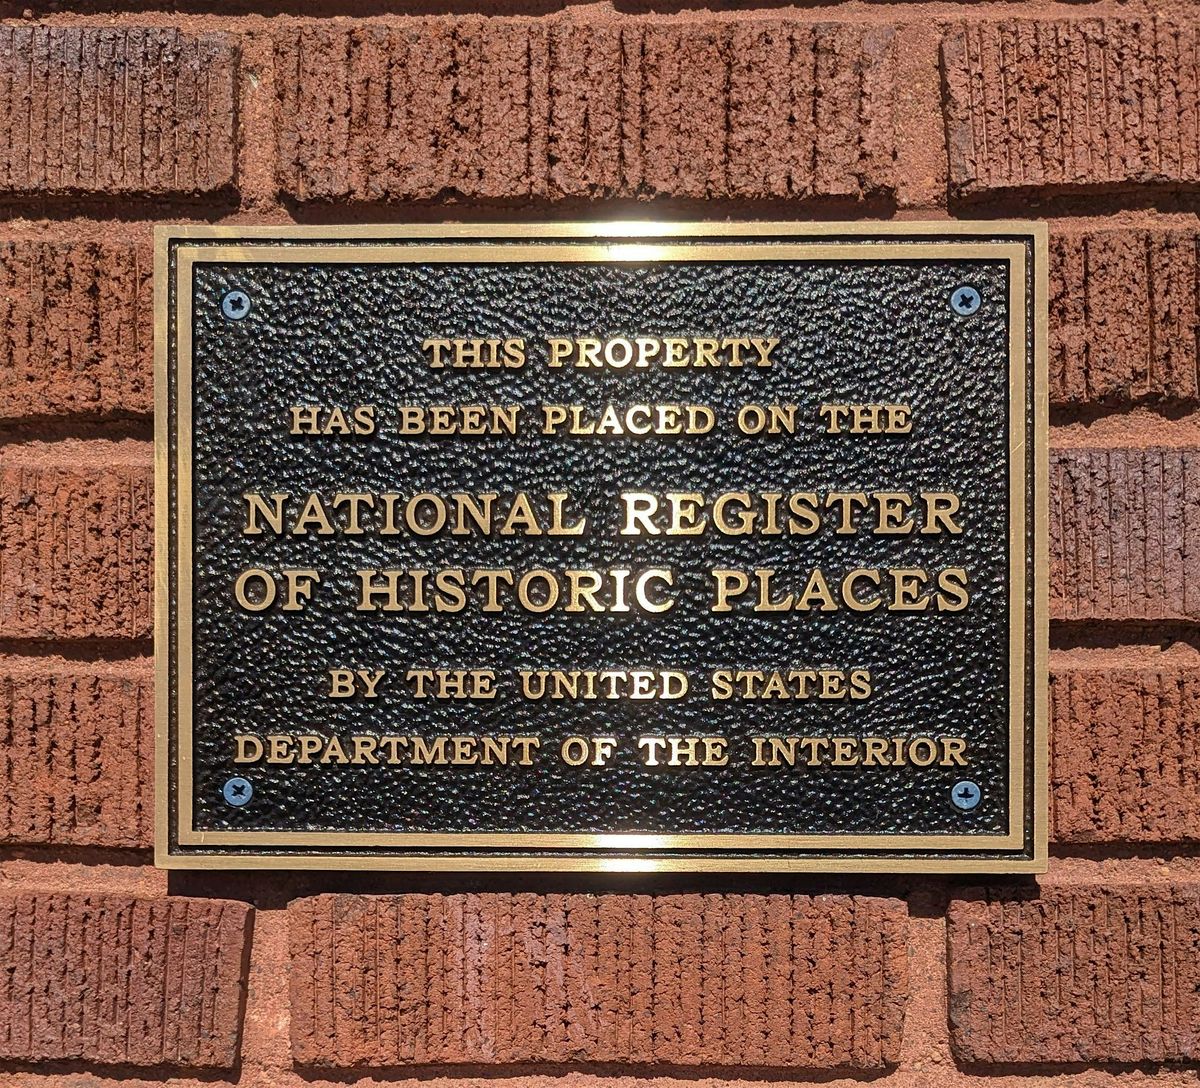 THIS PROPERTY
HAS BEEN PLACED ON THE
NATIONAL REGISTER
OF HISTORIC PLACES
BY THE UNITED STATES
DEPARTMENT OF THE INTERIOR